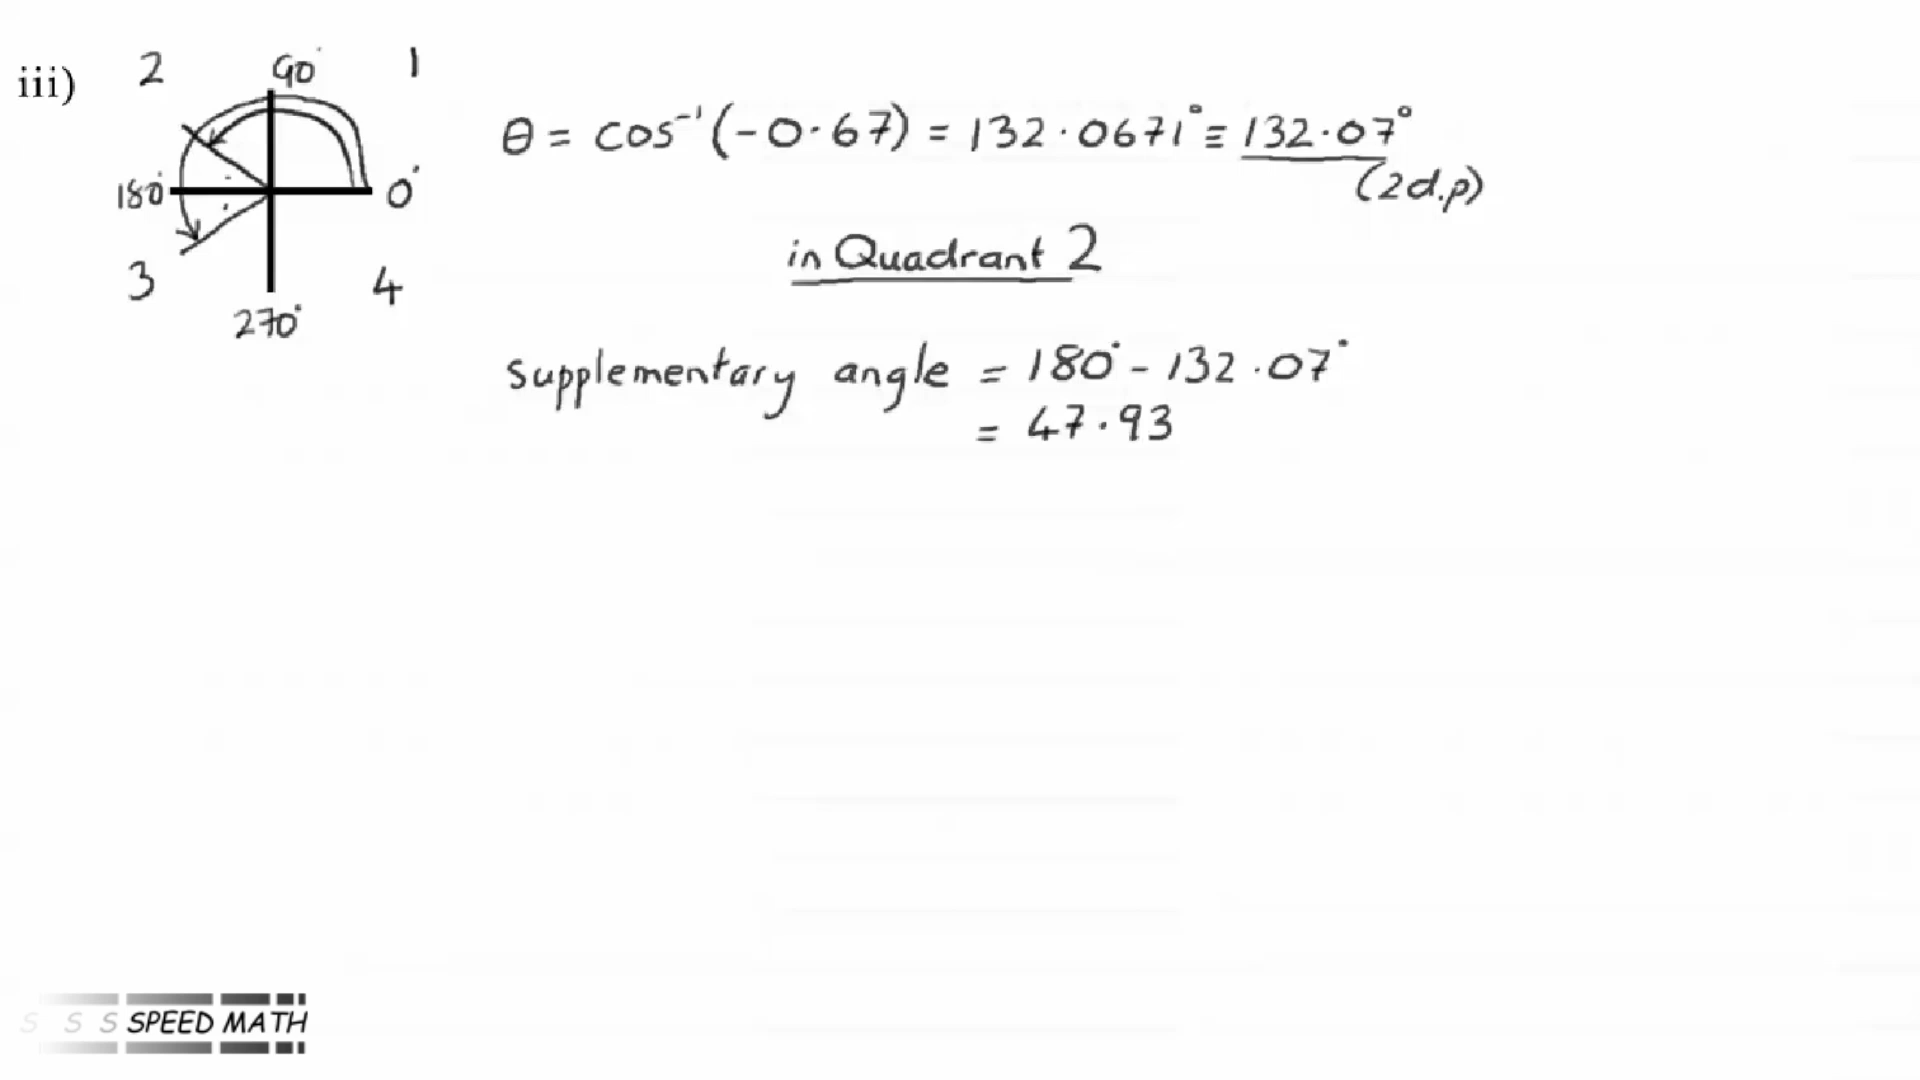 iii)
2 90° 1
180° 0°
3 4
270°
θ = cos⁻¹(-0.67) = 132.0671° ≡ 132.07°
(2d.p)
in Quadrant 2
supplementary angle = 180° - 132.07°
= 47.93
S S S SPEED MATH